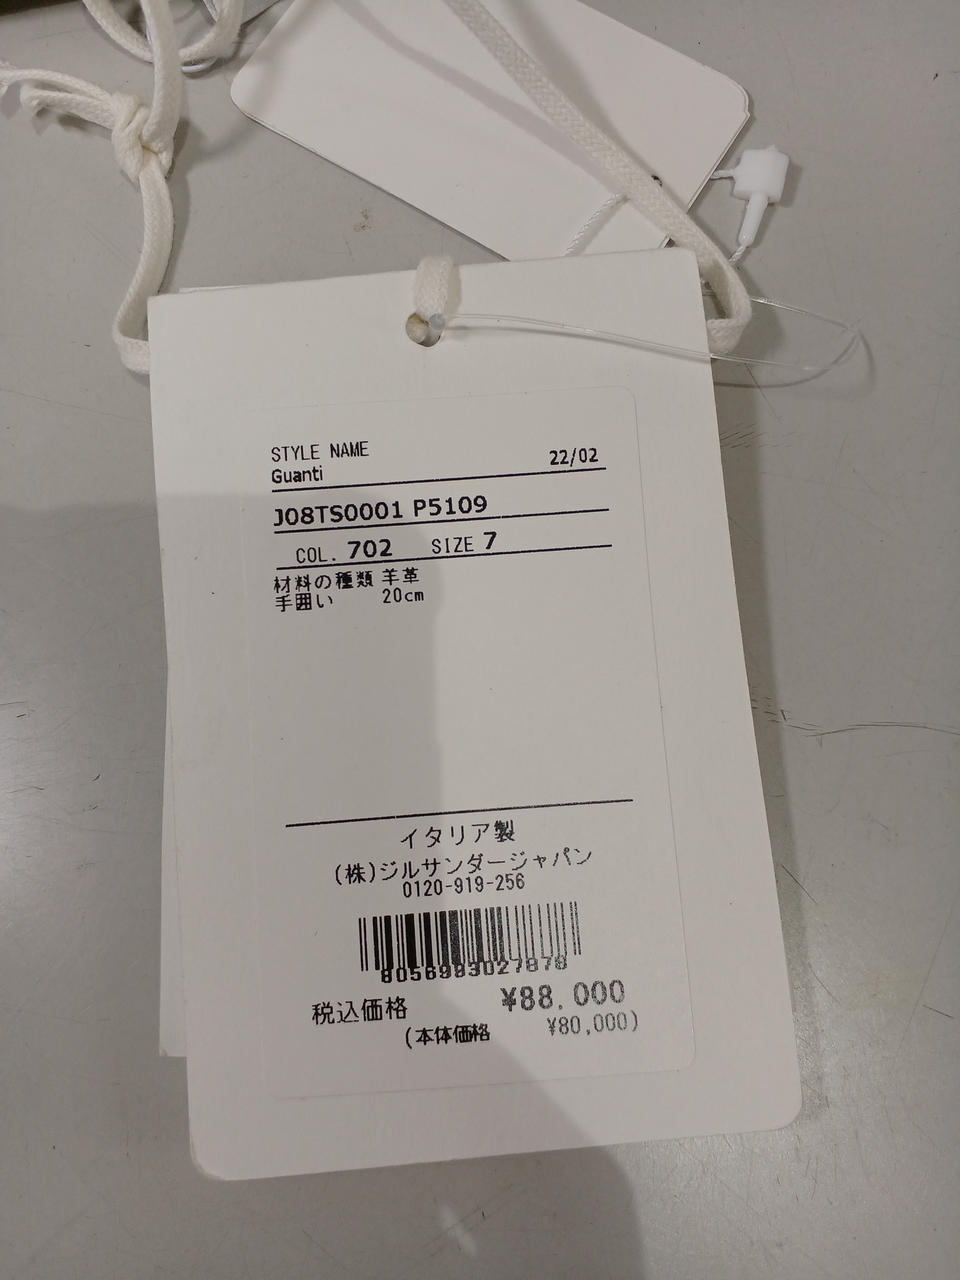 STYLE NAME
Guanti 22/02
J08TS0001 P5109
COL. 702 SIZE 7
材料の種類 羊革
手囲い 20cm
イタリア製
(株)ジルサンダージャパン
0120-919-256
8056993027878
税込価格 ¥88,000
(本体価格 ¥80,000)